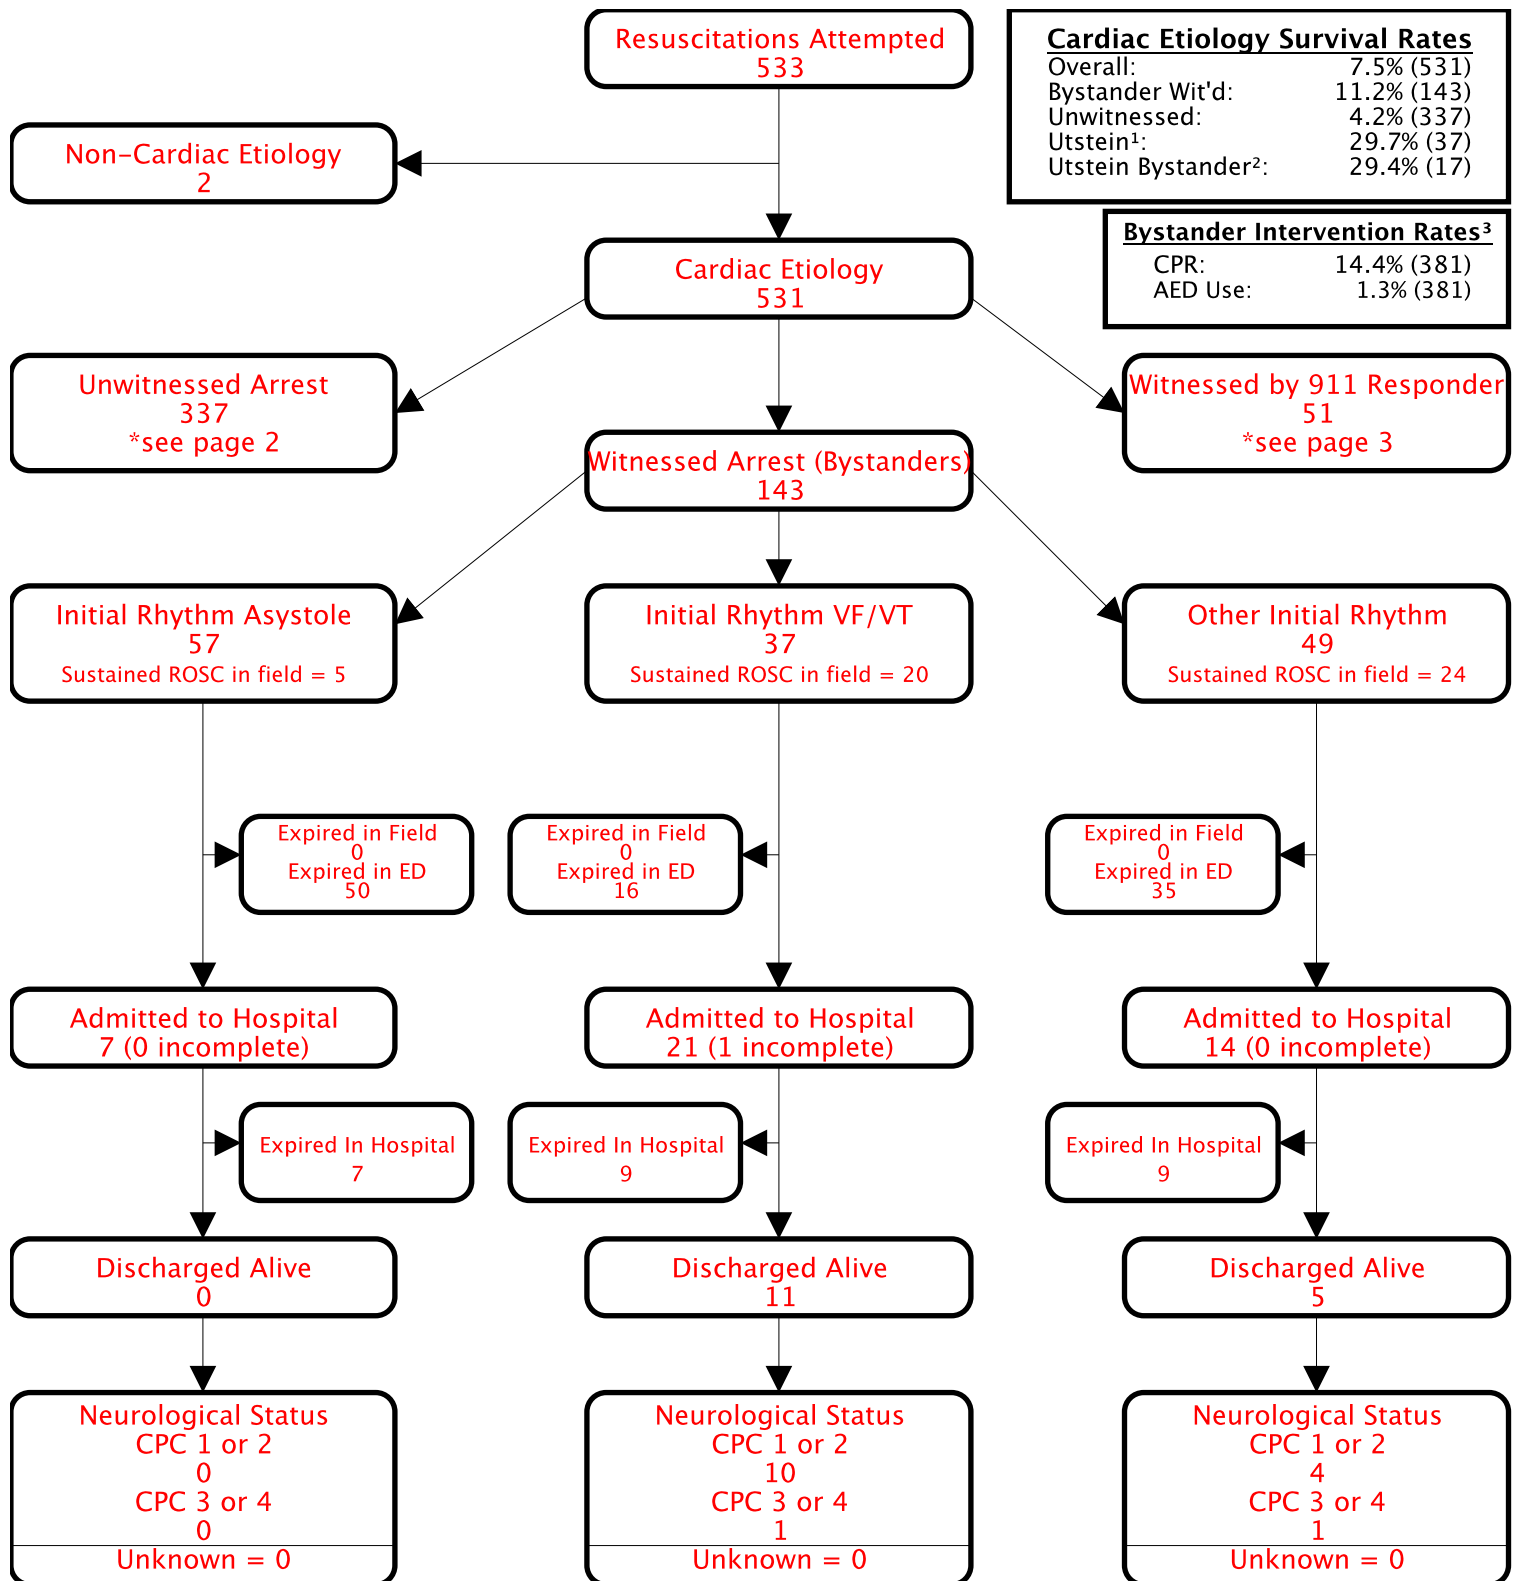 Resuscitations Attempted
533
Cardiac Etiology Survival Rates
Overall: 7.5% (531)
Bystander Wit'd: 11.2% (143)
Unwitnessed: 4.2% (337)
Utstein¹: 29.7% (37)
Utstein Bystander²: 29.4% (17)
Non-Cardiac Etiology
2
Bystander Intervention Rates³
CPR: 14.4% (381)
AED Use: 1.3% (381)
Cardiac Etiology
531
Unwitnessed Arrest
337
*see page 2
Witnessed by 911 Responder
51
*see page 3
Witnessed Arrest (Bystanders)
143
Initial Rhythm Asystole
57
Sustained ROSC in field = 5
Initial Rhythm VF/VT
37
Sustained ROSC in field = 20
Other Initial Rhythm
49
Sustained ROSC in field = 24
Expired in Field
0
Expired in ED
50
Expired in Field
0
Expired in ED
16
Expired in Field
0
Expired in ED
35
Admitted to Hospital
7 (0 incomplete)
Admitted to Hospital
21 (1 incomplete)
Admitted to Hospital
14 (0 incomplete)
Expired In Hospital
7
Expired In Hospital
9
Expired In Hospital
9
Discharged Alive
0
Discharged Alive
11
Discharged Alive
5
Neurological Status
CPC 1 or 2
0
CPC 3 or 4
0
Unknown = 0
Neurological Status
CPC 1 or 2
10
CPC 3 or 4
1
Unknown = 0
Neurological Status
CPC 1 or 2
4
CPC 3 or 4
1
Unknown = 0